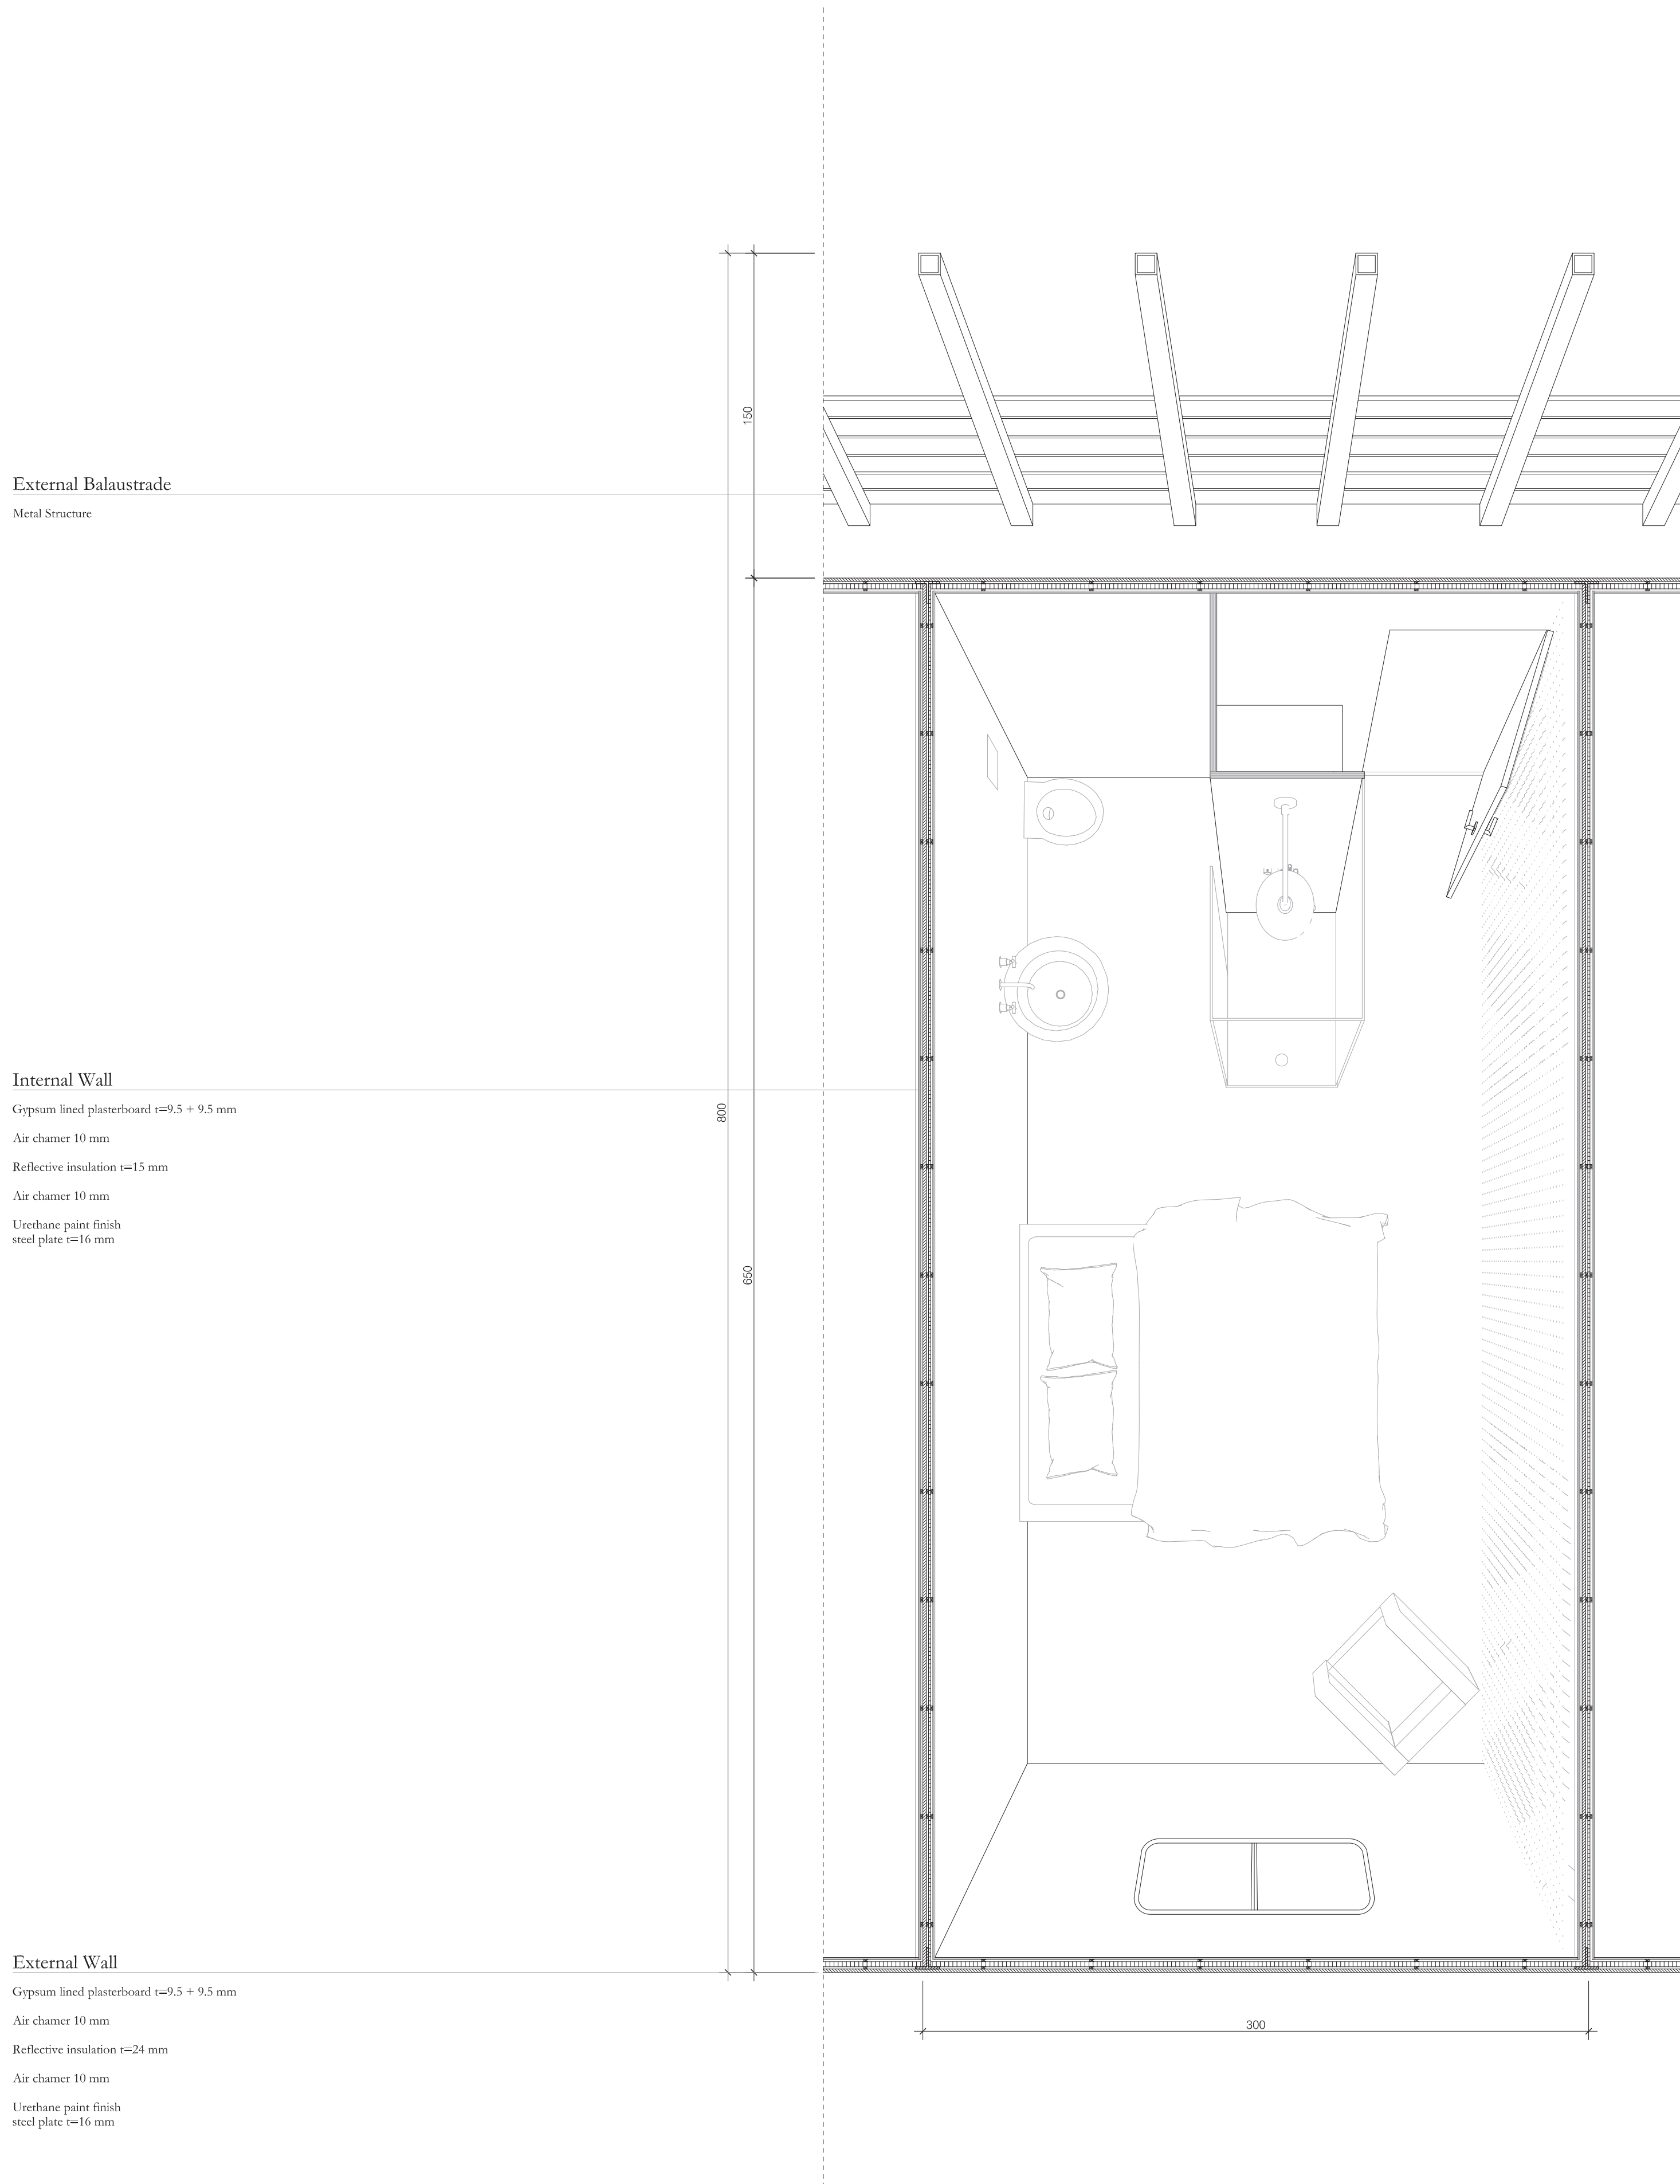 150
External Balaustrade
Metal Structure
Internal Wall
Gypsum lined plasterboard t=9.5 + 9.5 mm
800
Air chamer 10 mm
Reflective insulation t=15 mm
Air chamer 10 mm
Urethane paint finish
steel plate t=16 mm
650
External Wall
Gypsum lined plasterboard t=9.5 + 9.5 mm
Air chamer 10 mm
300
Reflective insulation t=24 mm
Air chamer 10 mm
Urethane paint finish
steel plate t=16 mm